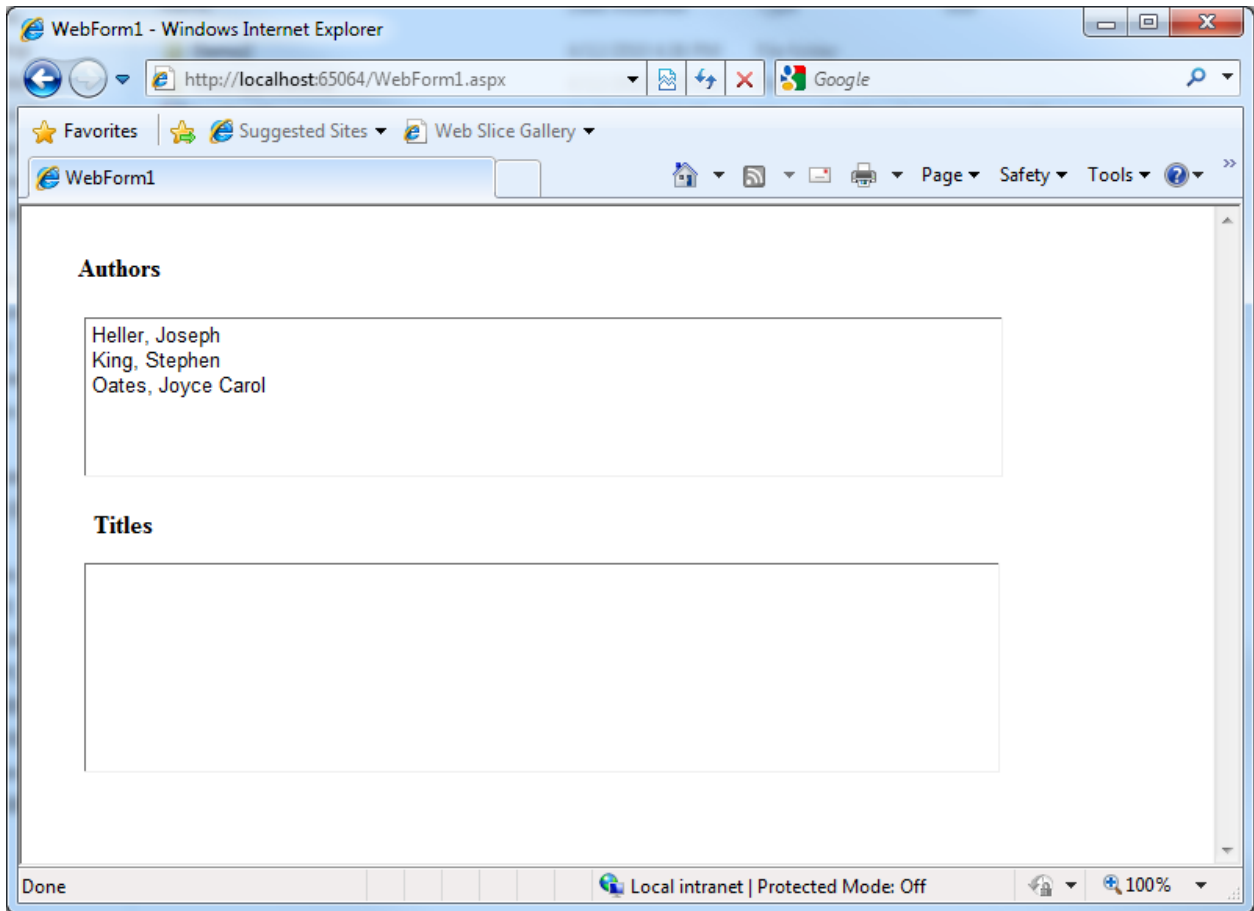 WebForm1 - Windows Internet Explorer
http://localhost:65064/WebForm1.aspx
Google
Favorites Suggested Sites Web Slice Gallery
WebForm1 Page Safety Tools
Authors
Heller, Joseph
King, Stephen
Oates, Joyce Carol
Titles
Done Local intranet | Protected Mode: Off 100%